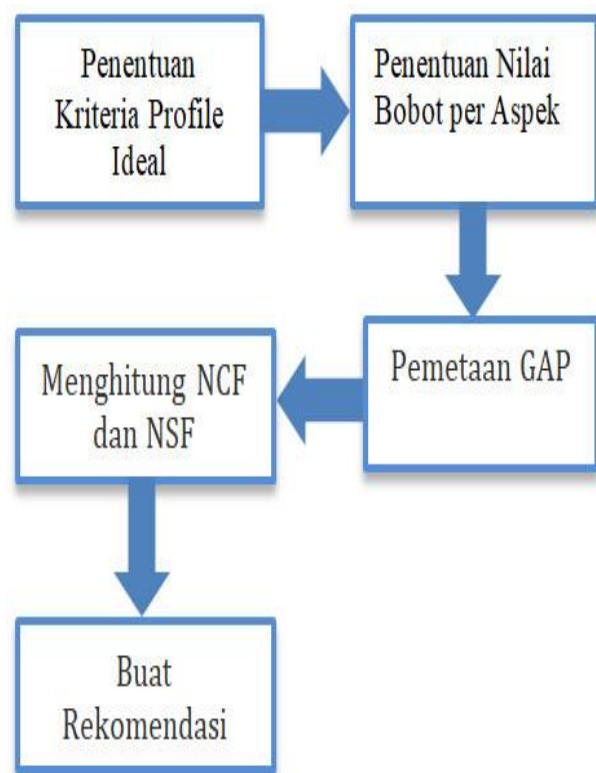 Penentuan
Kriteria Profile
Ideal
Penentuan Nilai
Bobot per Aspek
Pemetaan GAP
Menghitung NCF
dan NSF
Buat
Rekomendasi